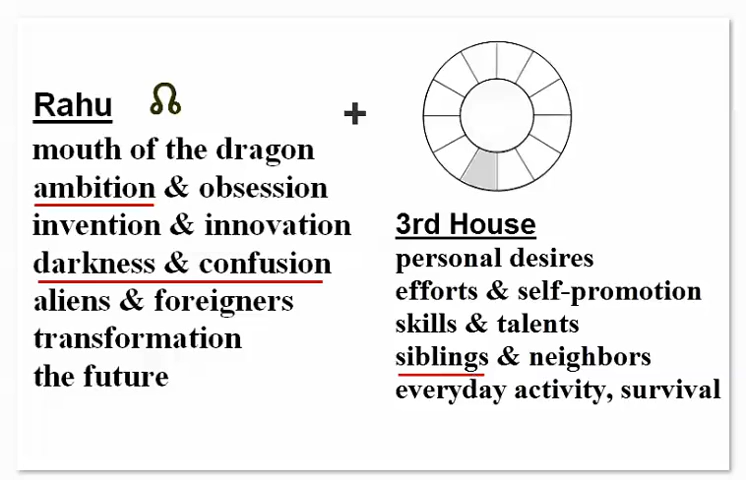 Rahu ☊
+
mouth of the dragon
ambition & obsession
invention & innovation
darkness & confusion
aliens & foreigners
transformation
the future
3rd House
personal desires
efforts & self-promotion
skills & talents
siblings & neighbors
everyday activity, survival